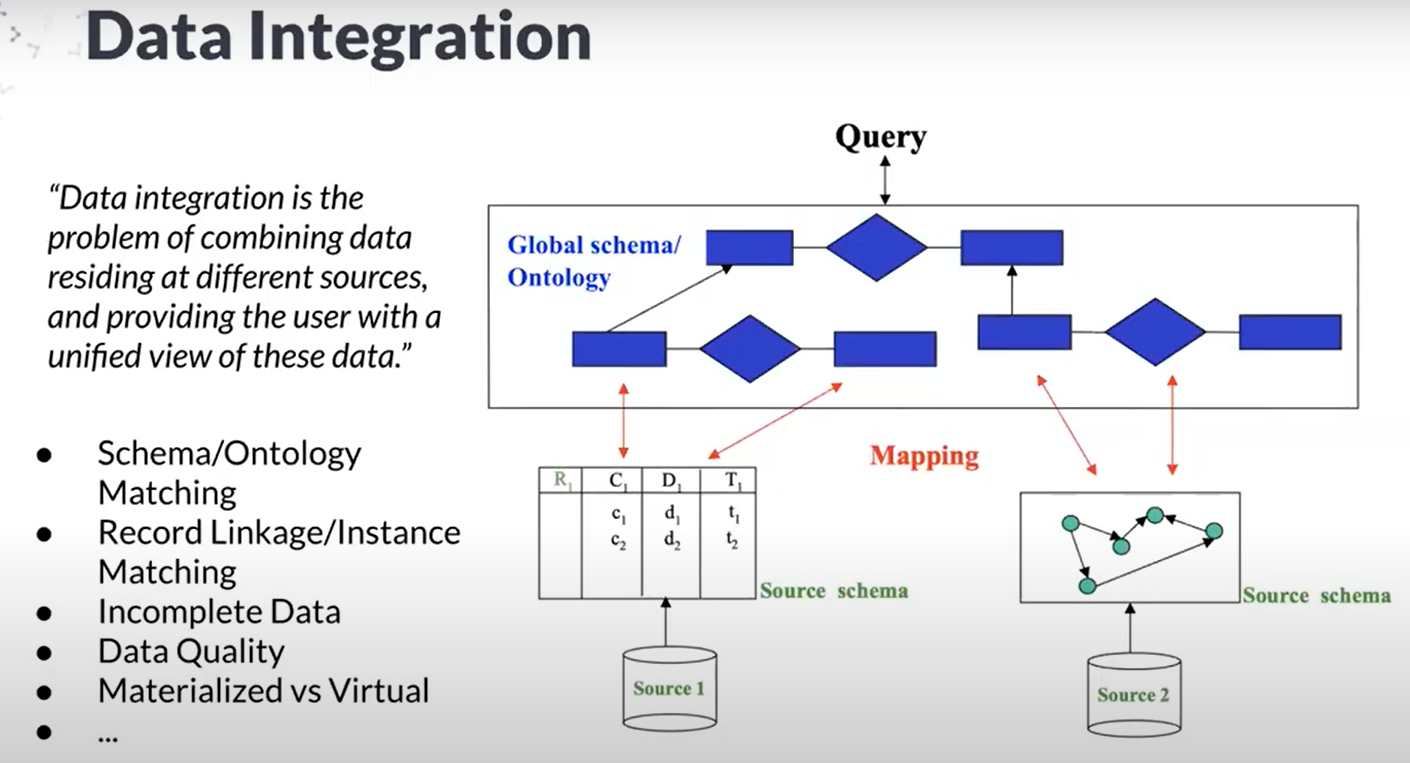 Data Integration
“Data integration is the
problem of combining data
residing at different sources,
and providing the user with a
unified view of these data.”
● Schema/Ontology
Matching
● Record Linkage/Instance
Matching
● Incomplete Data
● Data Quality
● Materialized vs Virtual
● ...
Query
Global schema/
Ontology
Mapping
R₁ C₁ D₁ T₁
c₁ d₁ t₁
c₂ d₂ t₂
Source schema
Source 1
Source schema
Source 2